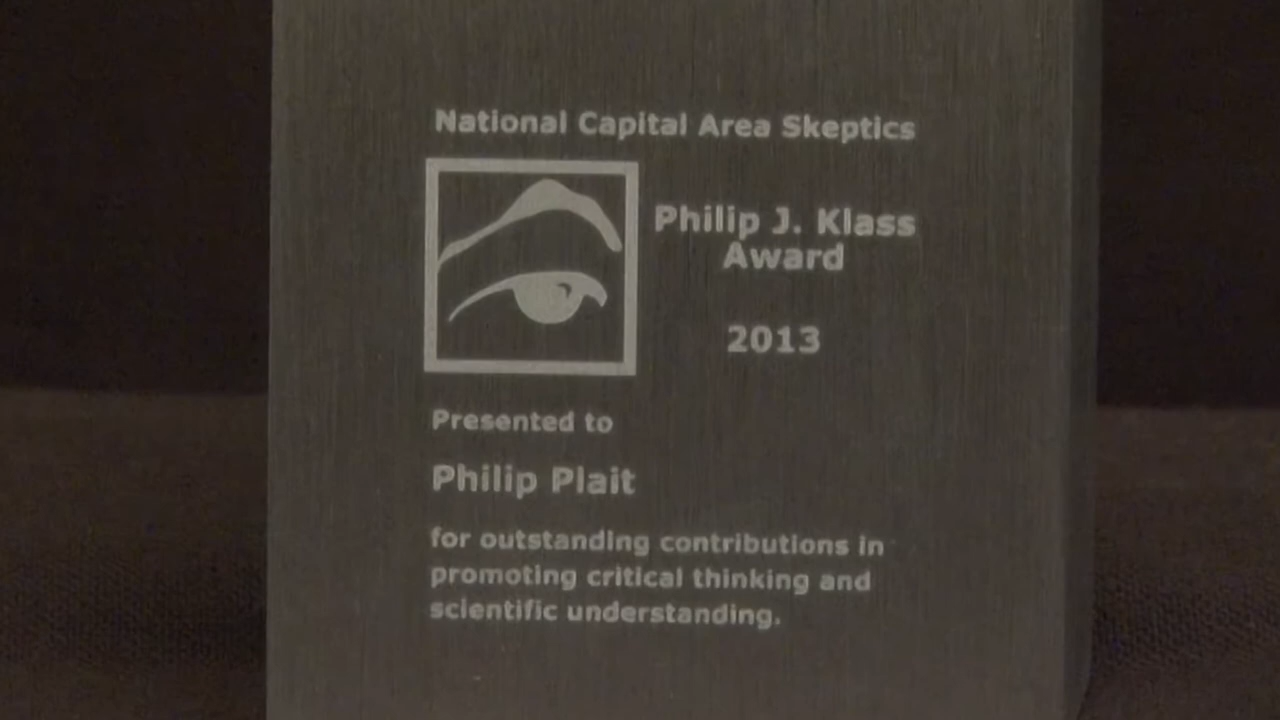 National Capital Area Skeptics
Philip J. Klass
Award
2013
Presented to
Philip Plait
for outstanding contributions in
promoting critical thinking and
scientific understanding.